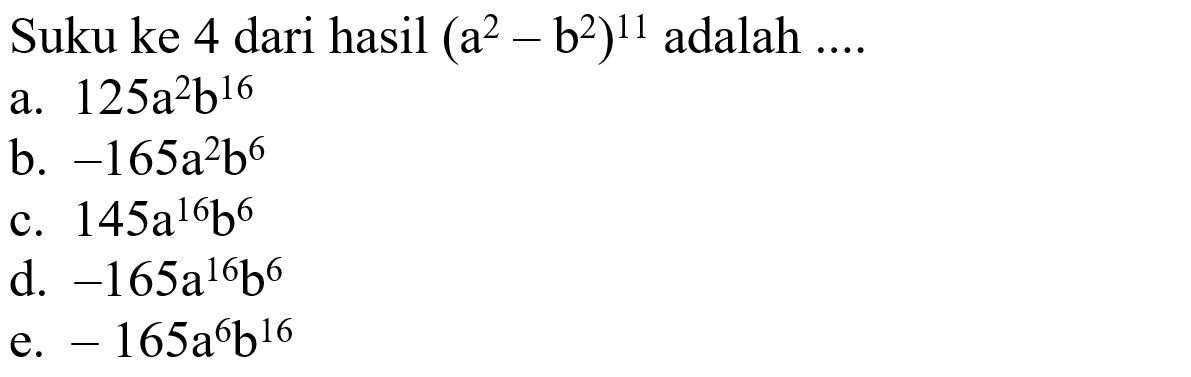 Suku ke 4 dari hasil (a² – b²)¹¹ adalah ....
a. 125a²b¹⁶
b. –165a²b⁶
c. 145a¹⁶b⁶
d. –165a¹⁶b⁶
e. – 165a⁶b¹⁶